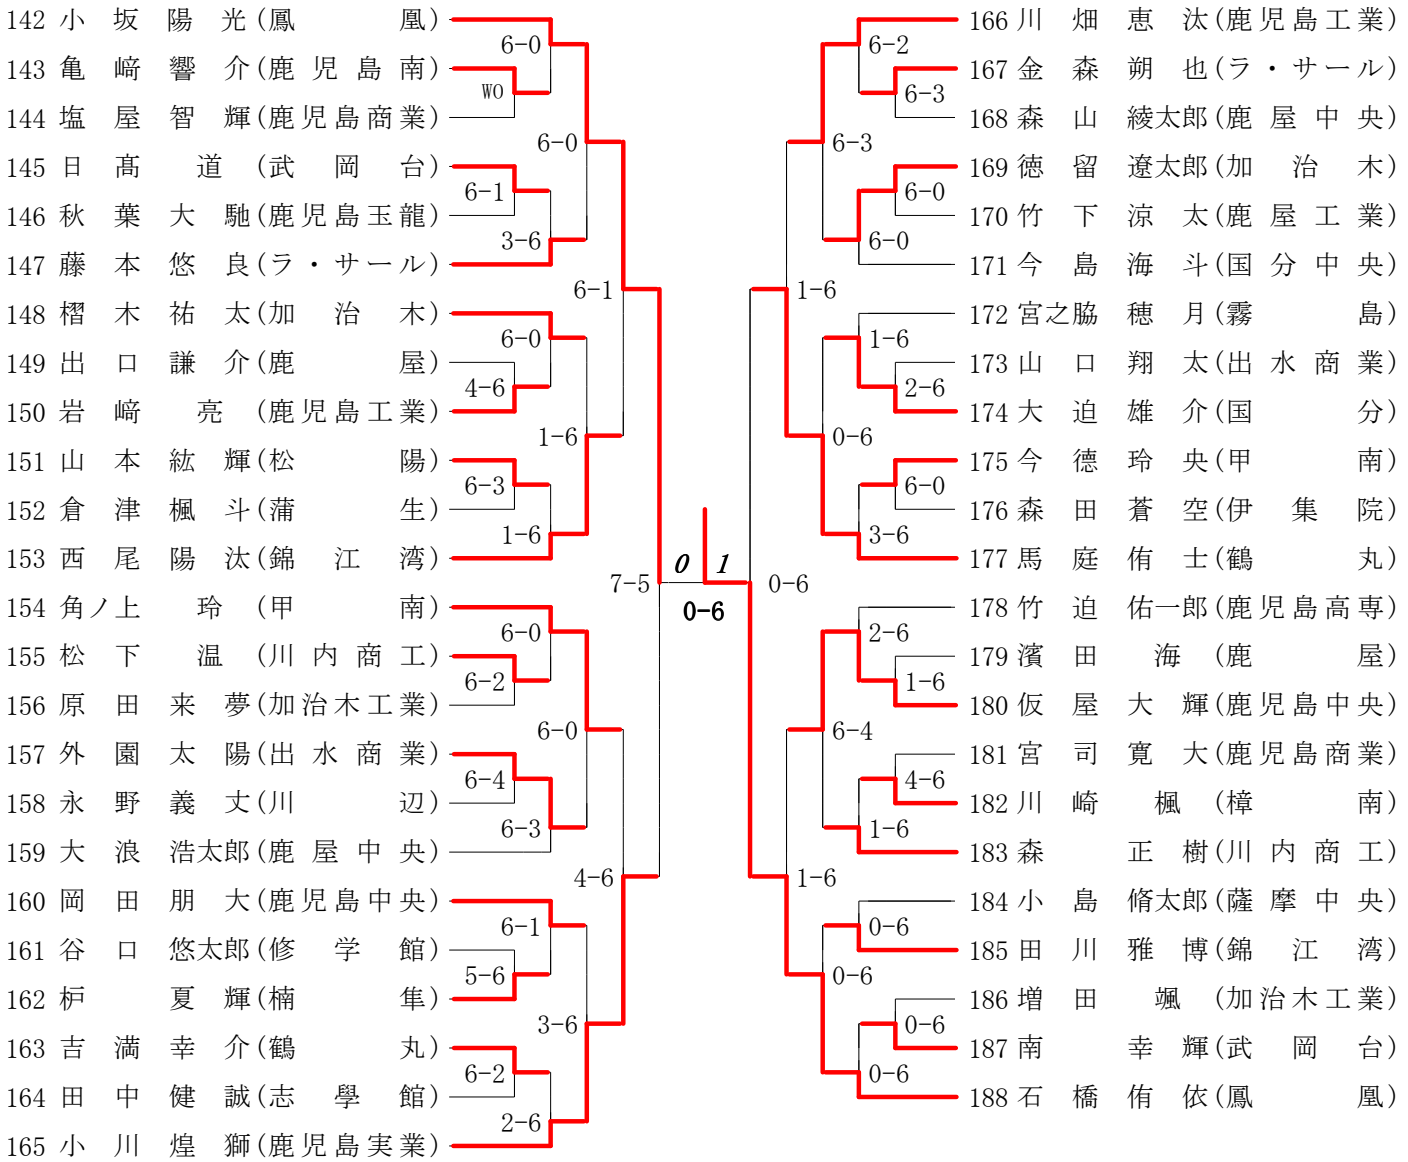 142 小坂陽光(鳳凰)
6-0
143 亀﨑響介(鹿児島南)
WO
144 塩屋智輝(鹿児島商業)
6-0
145 日髙道(武岡台)
6-1
146 秋葉大馳(鹿児島玉龍)
3-6
147 藤本悠良(ラ・サール)
6-1
148 槢木祐太(加治木)
6-0
149 出口謙介(鹿屋)
4-6
150 岩﨑亮(鹿児島工業)
1-6
151 山本紘輝(松陽)
6-3
152 倉津楓斗(蒲生)
1-6
153 西尾陽汰(錦江湾)
7-5
154 角ノ上玲(甲南)
6-0
155 松下温(川内商工)
6-2
156 原田来夢(加治木工業)
6-0
157 外園太陽(出水商業)
6-4
158 永野義丈(川辺)
6-3
159 大浪浩太郎(鹿屋中央)
4-6
160 岡田朋大(鹿児島中央)
6-1
161 谷口悠太郎(修学館)
5-6
162 枦夏輝(楠隼)
3-6
163 吉満幸介(鶴丸)
6-2
164 田中健誠(志學館)
2-6
165 小川煌獅(鹿児島実業)
0 1
0-6
166 川畑恵汰(鹿児島工業)
6-2
167 金森朔也(ラ・サール)
6-3
168 森山綾太郎(鹿屋中央)
6-3
169 徳留遼太郎(加治木)
6-0
170 竹下涼太(鹿屋工業)
6-0
171 今島海斗(国分中央)
1-6
172 宮之脇穂月(霧島)
1-6
173 山口翔太(出水商業)
2-6
174 大迫雄介(国分)
0-6
175 今德玲央(甲南)
6-0
176 森田蒼空(伊集院)
3-6
177 馬庭侑士(鶴丸)
0-6
178 竹迫佑一郎(鹿児島高専)
2-6
179 濱田海(鹿屋)
1-6
180 仮屋大輝(鹿児島中央)
6-4
181 宮司寛大(鹿児島商業)
4-6
182 川崎楓(樟南)
1-6
183 森正樹(川内商工)
1-6
184 小島脩太郎(薩摩中央)
0-6
185 田川雅博(錦江湾)
0-6
186 増田颯(加治木工業)
0-6
187 南幸輝(武岡台)
0-6
188 石橋侑依(鳳凰)